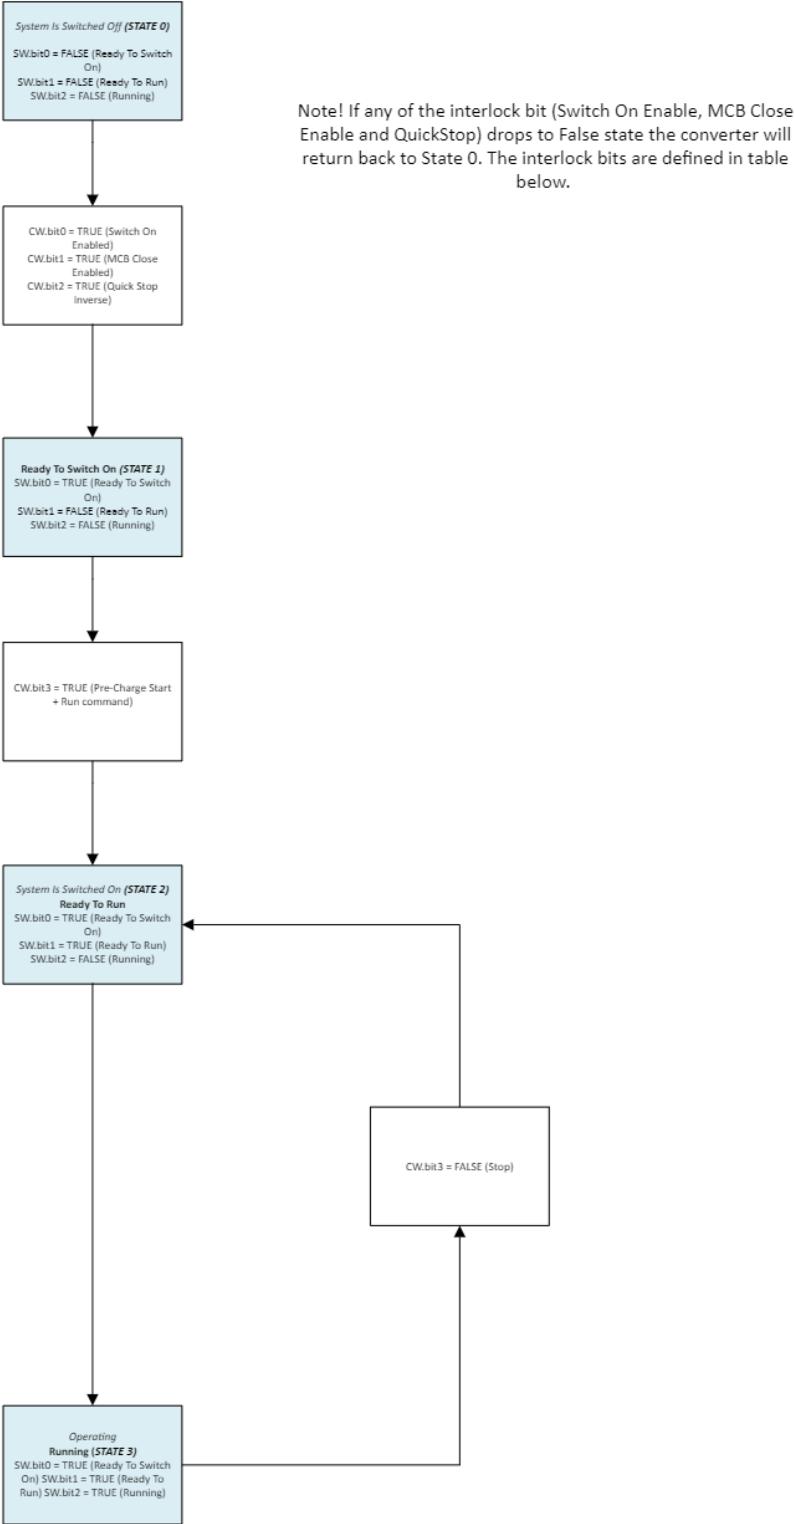 System Is Switched Off (STATE 0)
SW.bit0 = FALSE (Ready To Switch
On)
SW.bit1 = FALSE (Ready To Run)
SW.bit2 = FALSE (Running)
Note! If any of the interlock bit (Switch On Enable, MCB Close
Enable and QuickStop) drops to False state the converter will
return back to State 0. The interlock bits are defined in table
below.
CW.bit0 = TRUE (Switch On
Enabled)
CW.bit1 = TRUE (MCB Close
Enabled)
CW.bit2 = TRUE (Quick Stop
Inverse)
Ready To Switch On (STATE 1)
SW.bit0 = TRUE (Ready To Switch
On)
SW.bit1 = FALSE (Ready To Run)
SW.bit2 = FALSE (Running)
CW.bit3 = TRUE (Pre-Charge Start
+ Run command)
System Is Switched On (STATE 2)
Ready To Run
SW.bit0 = TRUE (Ready To Switch
On)
SW.bit1 = TRUE (Ready To Run)
SW.bit2 = FALSE (Running)
CW.bit3 = FALSE (Stop)
Operating
Running (STATE 3)
SW.bit0 = TRUE (Ready To Switch
On) SW.bit1 = TRUE (Ready To
Run) SW.bit2 = TRUE (Running)